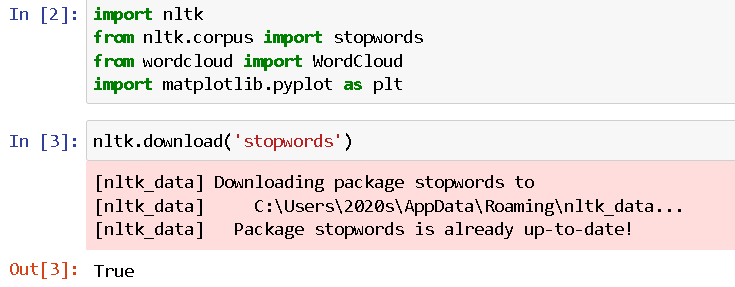 In [2]: import nltk
from nltk.corpus import stopwords
from wordcloud import WordCloud
import matplotlib.pyplot as plt
In [3]: nltk.download('stopwords')
[nltk_data] Downloading package stopwords to
[nltk_data]     C:\Users\2020s\AppData\Roaming\nltk_data...
[nltk_data]   Package stopwords is already up-to-date!
Out[3]: True